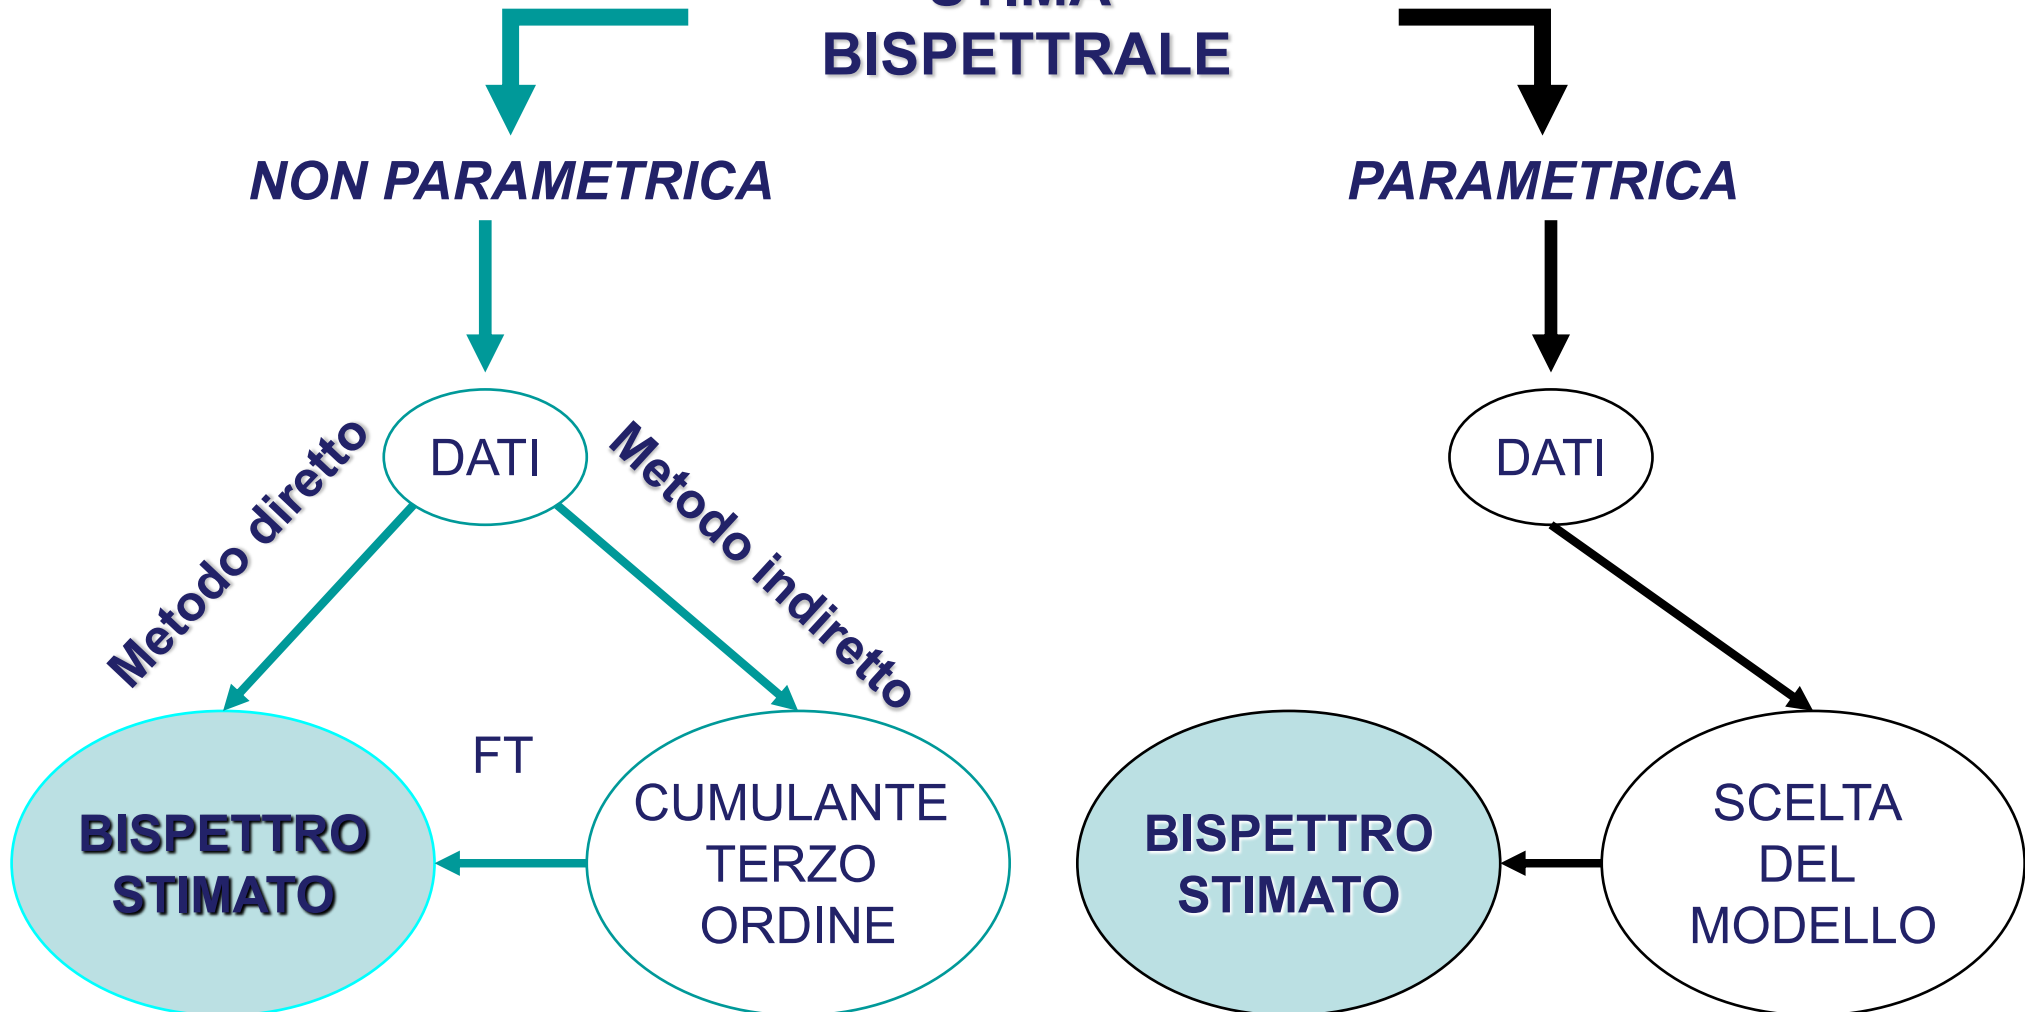 STIMA
BISPETTRALE
NON PARAMETRICA
PARAMETRICA
DATI
DATI
Metodo diretto
Metodo indiretto
FT
BISPETTRO
STIMATO
CUMULANTE
TERZO
ORDINE
BISPETTRO
STIMATO
SCELTA
DEL
MODELLO